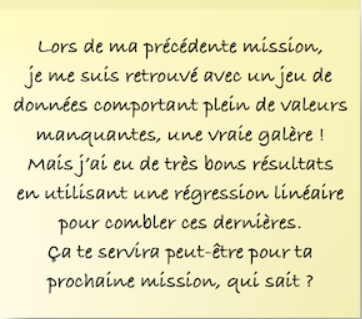 Lors de ma précédente mission,
je me suis retrouvé avec un jeu de
données comportant plein de valeurs
manquantes, une vraie galère !
Mais j'ai eu de très bons résultats
en utilisant une régression linéaire
pour combler ces dernières.
Ça te servira peut-être pour ta
prochaine mission, qui sait ?